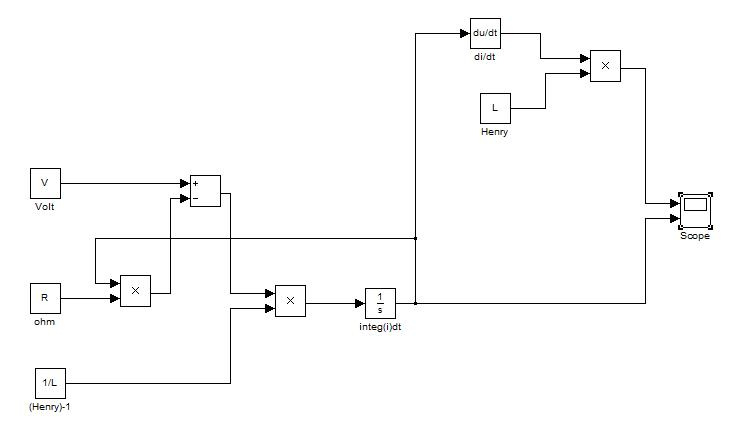 du/dt
di/dt
×
L
Henry
V
Volt
+
−
Scope
R
ohm
×
×
1
s
integ(i)dt
1/L
(Henry)-1